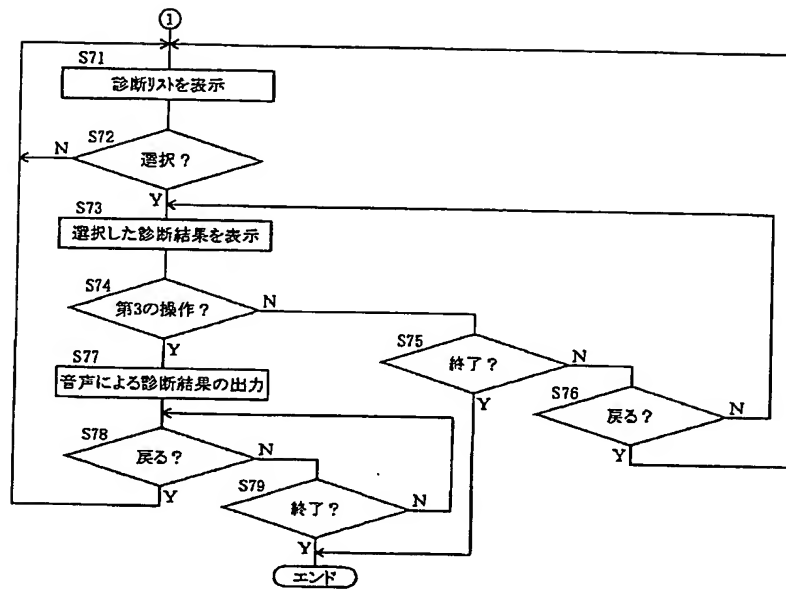 ①
S71
診断リストを表示
S72
選択？
N
Y
S73
選択した診断結果を表示
S74
第3の操作？
N
Y
S75
終了？
N
Y
S76
戻る？
N
Y
S77
音声による診断結果の出力
S78
戻る？
N
Y
S79
終了？
N
Y
エンド